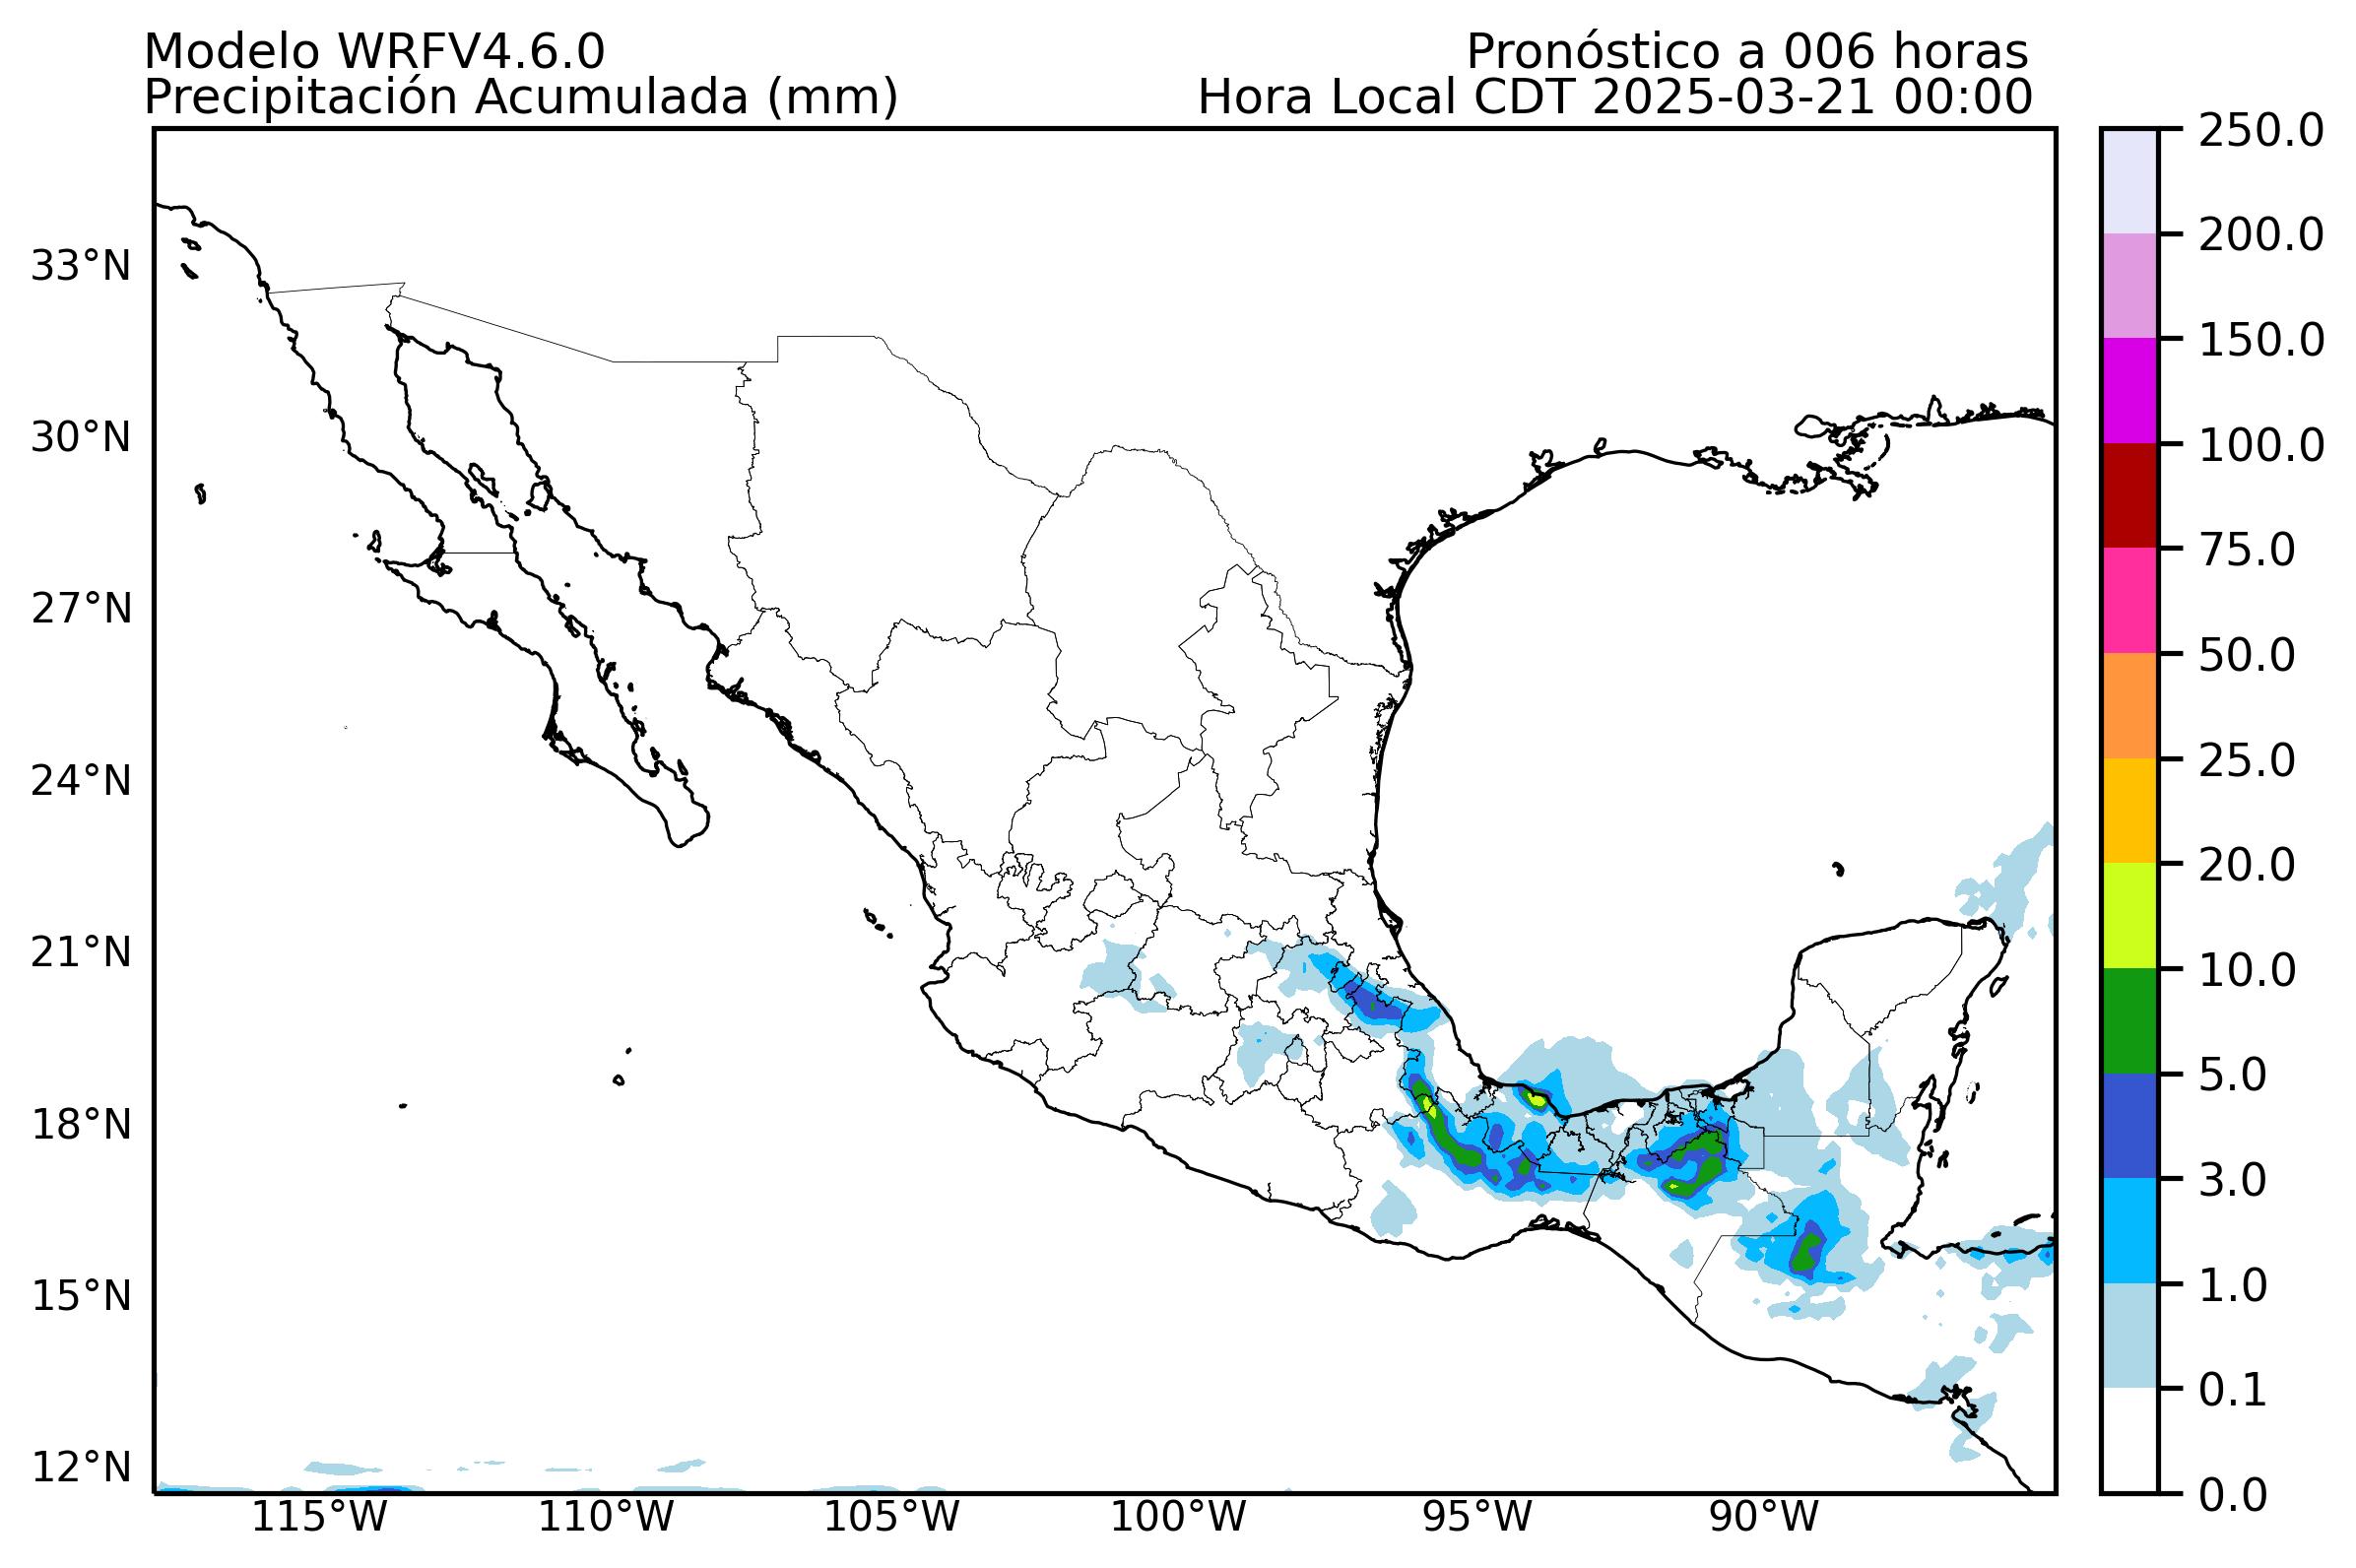 Modelo WRFV4.6.0
Pronóstico a 006 horas
Precipitación Acumulada (mm)
Hora Local CDT 2025-03-21 00:00
250.0
200.0
150.0
100.0
75.0
50.0
25.0
20.0
10.0
5.0
3.0
1.0
0.1
0.0
33°N
30°N
27°N
24°N
21°N
18°N
15°N
12°N
115°W
110°W
105°W
100°W
95°W
90°W